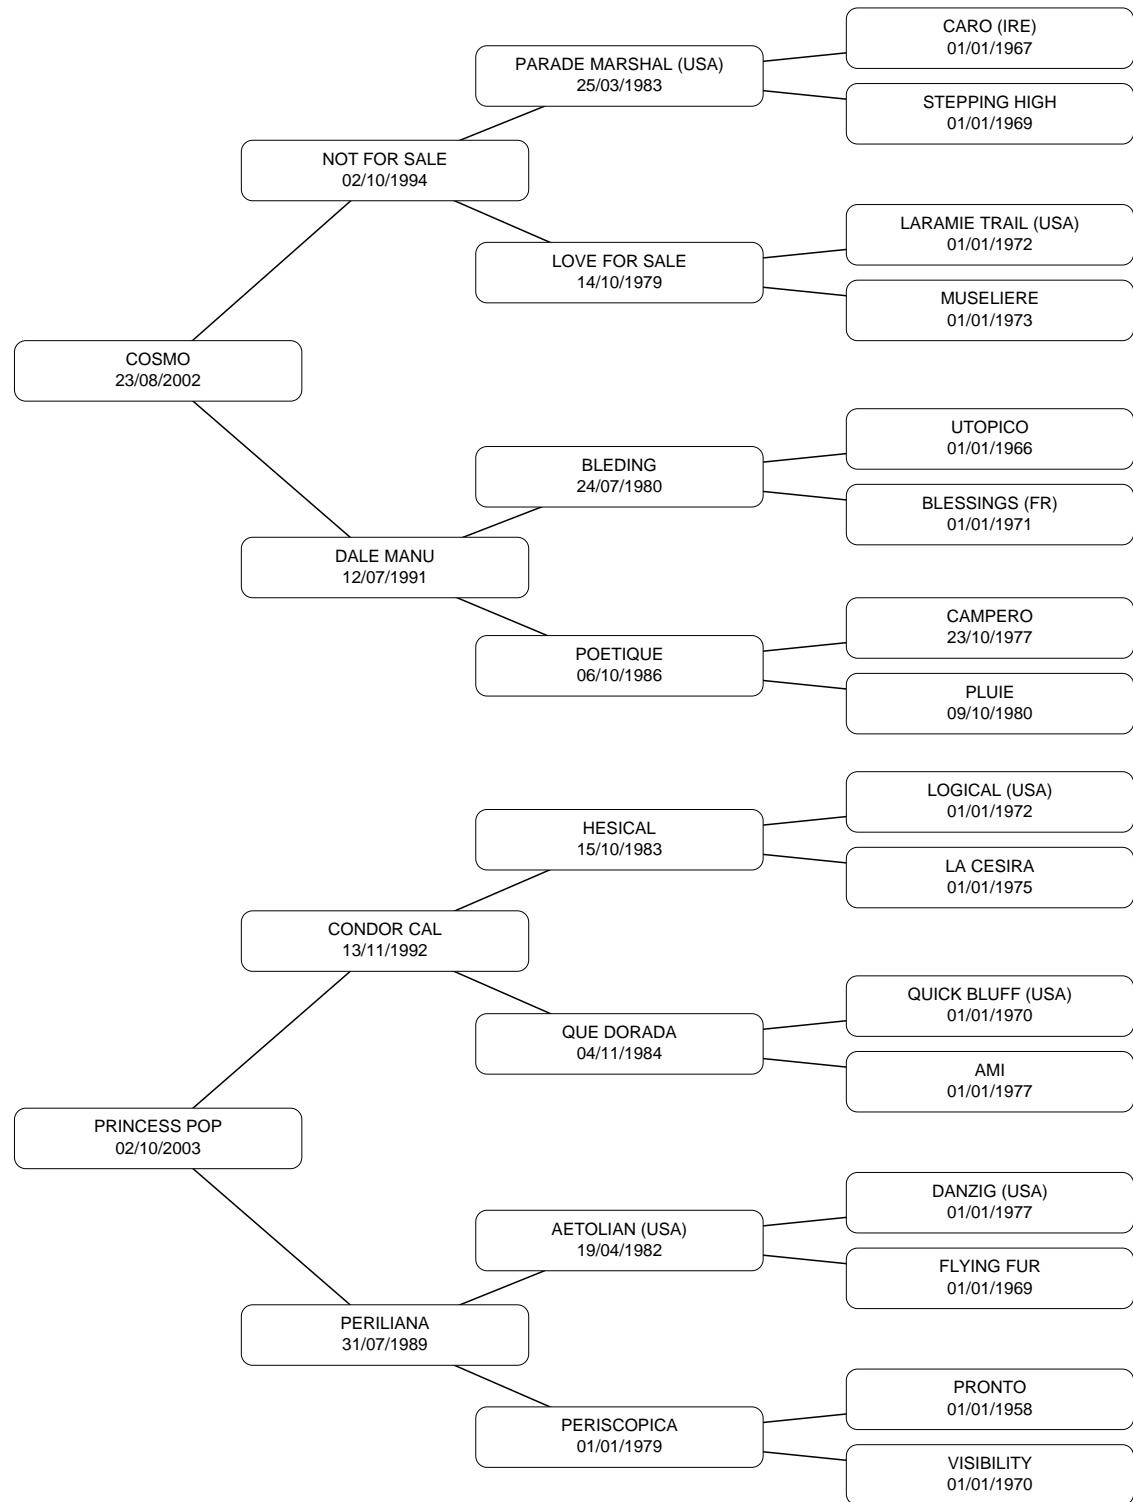 CARO (IRE)
01/01/1967
PARADE MARSHAL (USA)
25/03/1983
STEPPING HIGH
01/01/1969
NOT FOR SALE
02/10/1994
LARAMIE TRAIL (USA)
01/01/1972
LOVE FOR SALE
14/10/1979
MUSELIERE
01/01/1973
COSMO
23/08/2002
UTOPICO
01/01/1966
BLEDING
24/07/1980
BLESSINGS (FR)
01/01/1971
DALE MANU
12/07/1991
CAMPERO
23/10/1977
POETIQUE
06/10/1986
PLUIE
09/10/1980
LOGICAL (USA)
01/01/1972
HESICAL
15/10/1983
LA CESIRA
01/01/1975
CONDOR CAL
13/11/1992
QUICK BLUFF (USA)
01/01/1970
QUE DORADA
04/11/1984
AMI
01/01/1977
PRINCESS POP
02/10/2003
DANZIG (USA)
01/01/1977
AETOLIAN (USA)
19/04/1982
FLYING FUR
01/01/1969
PERILIANA
31/07/1989
PRONTO
01/01/1958
PERISCOPICA
01/01/1979
VISIBILITY
01/01/1970